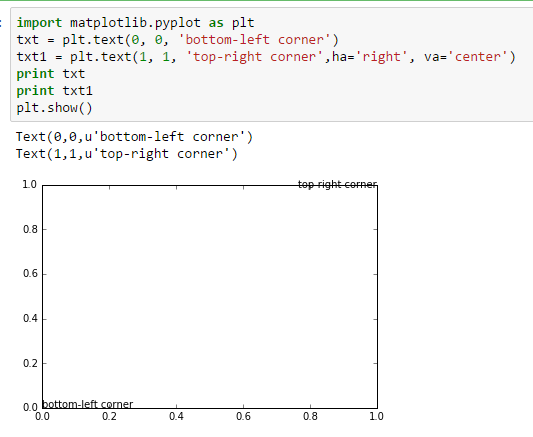 import matplotlib.pyplot as plt
txt = plt.text(0, 0, 'bottom-left corner')
txt1 = plt.text(1, 1, 'top-right corner',ha='right', va='center')
print txt
print txt1
plt.show()
Text(0,0,u'bottom-left corner')
Text(1,1,u'top-right corner')
1.0
top-right corner
0.8
0.6
0.4
0.2
0.0
bottom-left corner
0.0 0.2 0.4 0.6 0.8 1.0